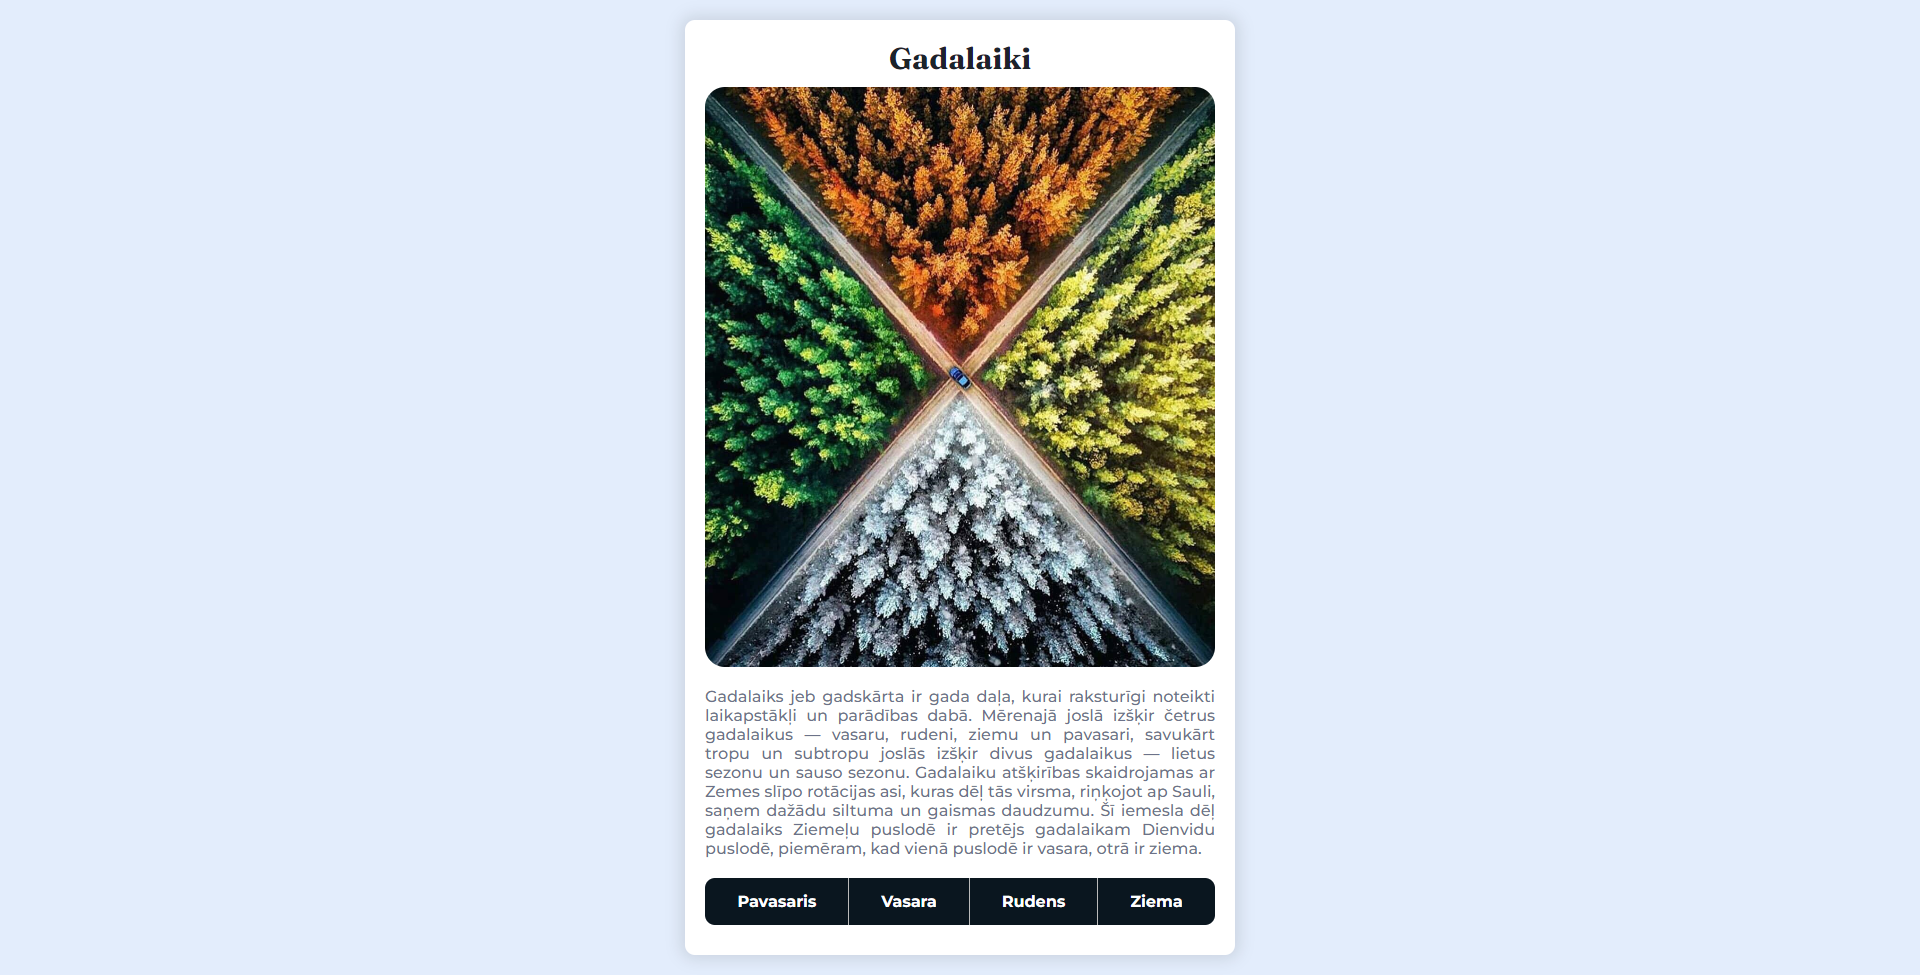 Gadalaiki
Gadalaiks jeb gadskārta ir gada daļa, kurai raksturīgi noteikti
laikapstākļi un parādības dabā. Mērenajā joslā izšķir četrus
gadalaikus — vasaru, rudeni, ziemu un pavasari, savukārt
tropu un subtropu joslās izšķir divus gadalaikus — lietus
sezonu un sauso sezonu. Gadalaiku atšķirības skaidrojamas ar
Zemes slīpo rotācijas asi, kuras dēļ tās virsma, riņķojot ap Sauli,
saņem dažādu siltuma un gaismas daudzumu. Šī iemesla dēļ
gadalaiks Ziemeļu puslodē ir pretējs gadalaikam Dienvidu
puslodē, piemēram, kad vienā puslodē ir vasara, otrā ir ziema.
Pavasaris Vasara Rudens Ziema